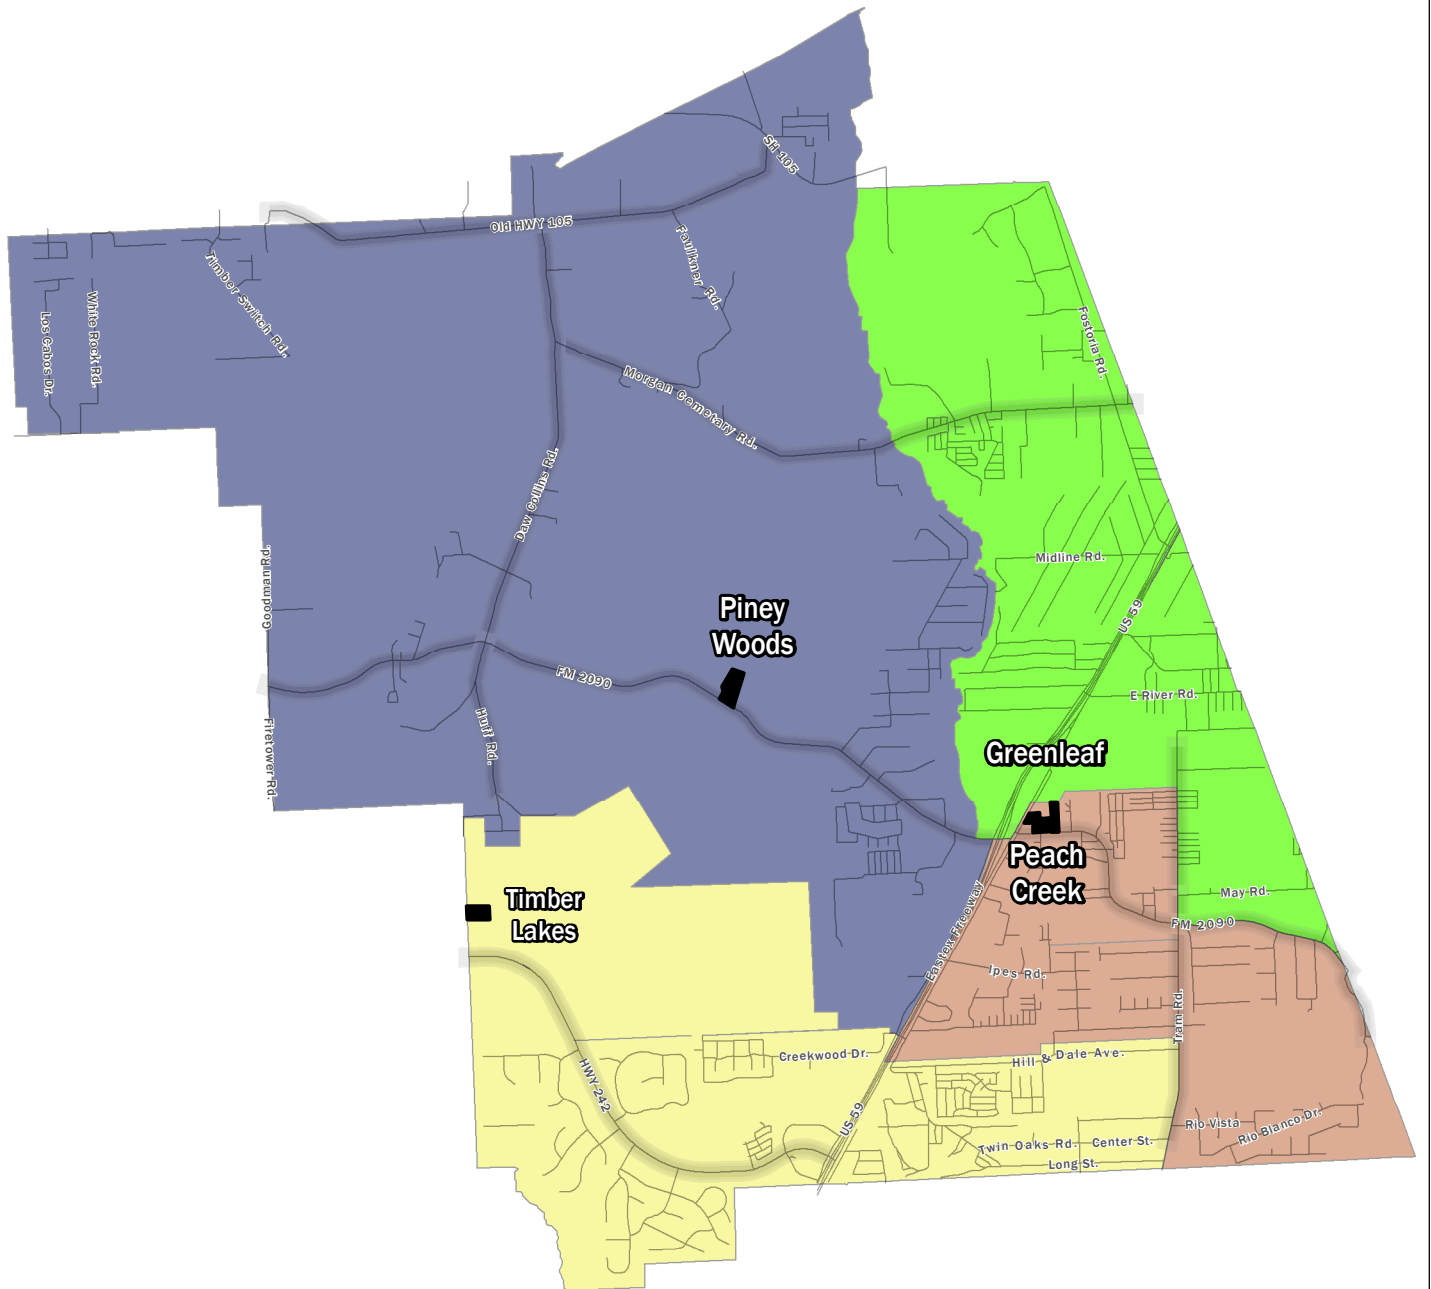 SH 105
Old HWY 105
Faulkner Rd.
Timber Switch Rd.
White Rock Rd.
Los Cabos Dr.
Fostoria Rd.
Morgan Cemetary Rd.
Daw Collins Rd.
Midline Rd.
Goodman Rd.
US 59
Piney
Woods
FM 2090
E River Rd.
Huff Rd.
Firetower Rd.
Greenleaf
Peach
Creek
Timber
Lakes
May Rd.
FM 2090
Eastex Freeway
Ipes Rd.
Tram Rd.
Creekwood Dr.
Hill & Dale Ave.
HWY 242
US 59
Rio Vista
Rio Blanco Dr.
Twin Oaks Rd.
Center St.
Long St.